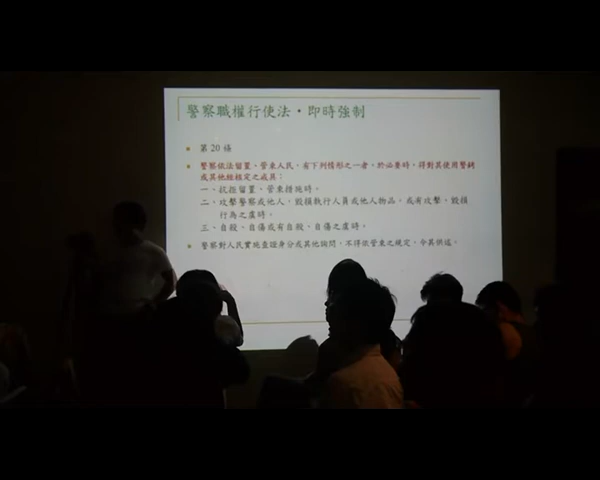 警察職權行使法‧即時強制
第 20 條
警察依法留置、管束人民,有下列情形之一者,於必要時,得對其使用警銬
或其他經核定之戒具:
一、抗拒留置、管束措施時。
二、攻擊警察或他人,毀損執行人員或他人物品,或有攻擊、毀損
行為之虞時。
三、自殺、自傷或有自殺、自傷之虞時。
警察對人民實施查證身分或其他詢問,不得依管束之規定,令其供述。